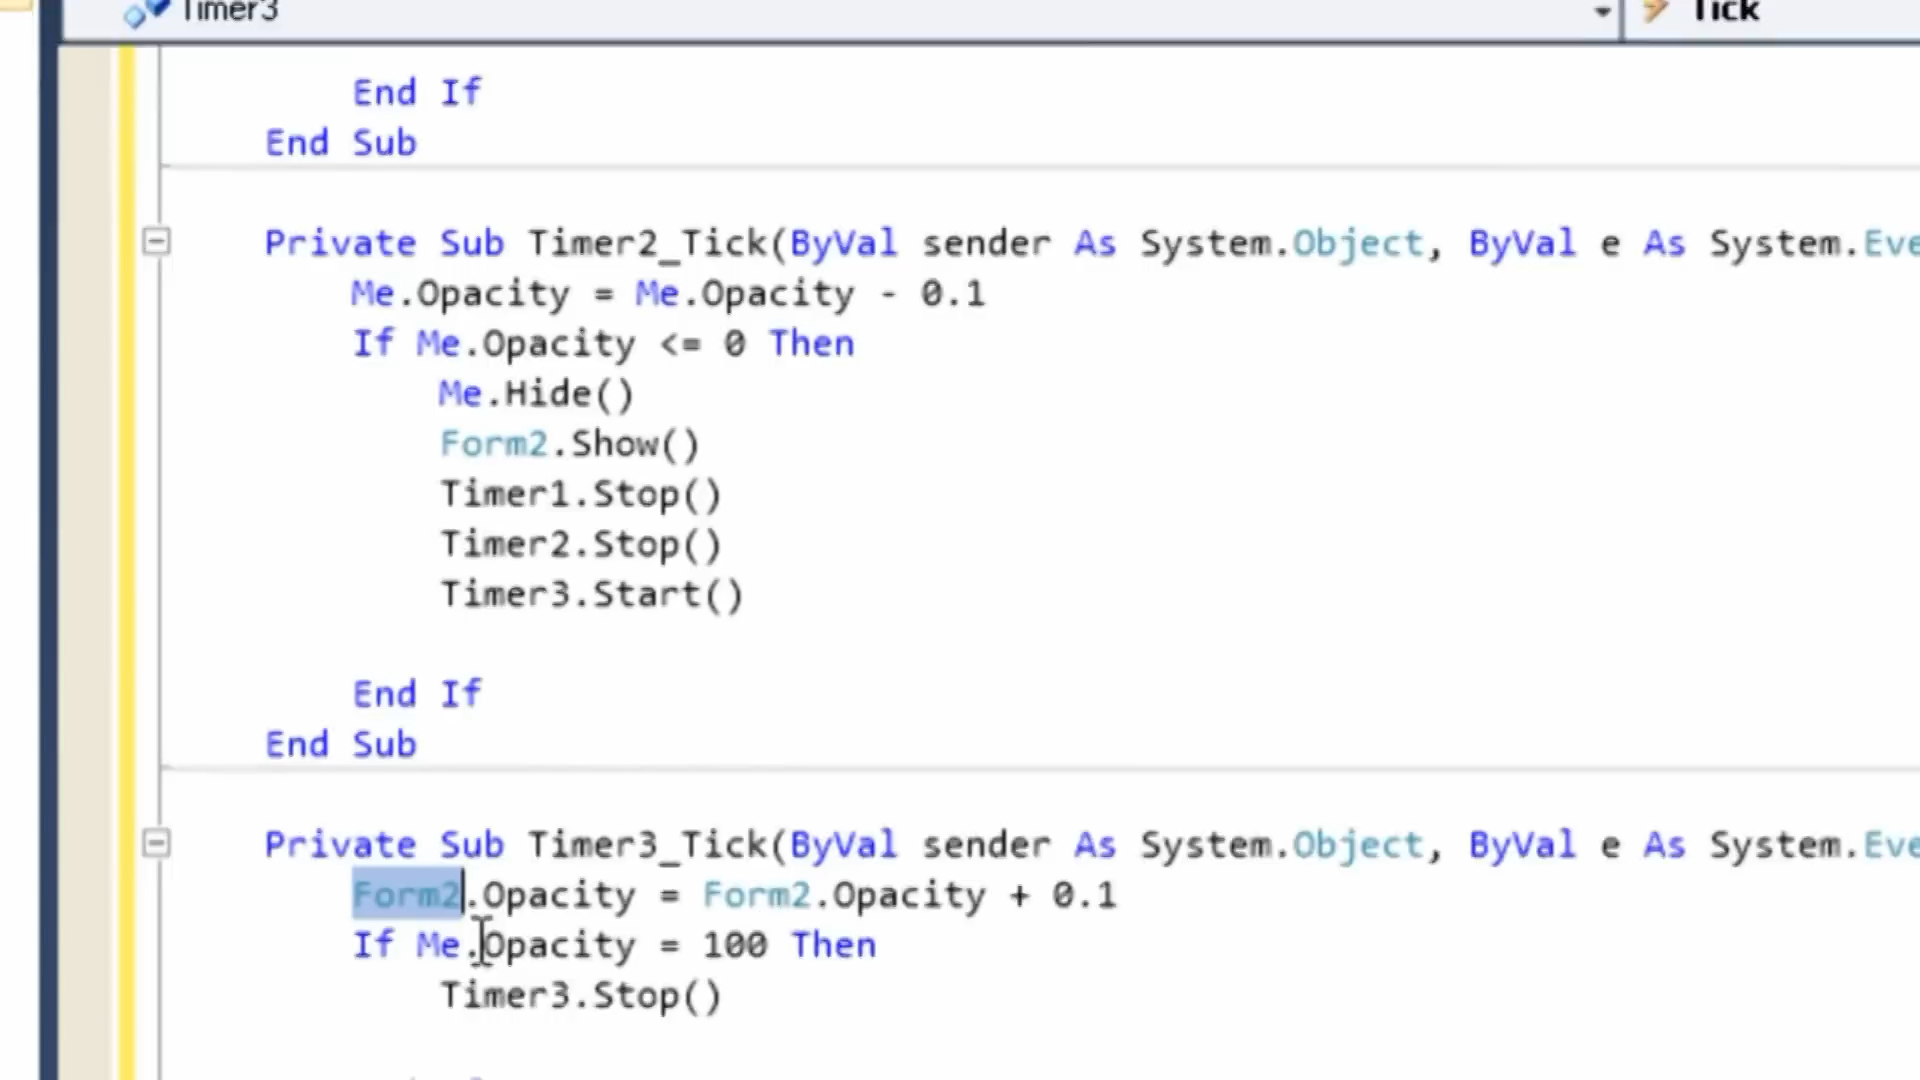 Timer3
Tick
End If
End Sub
Private Sub Timer2_Tick(ByVal sender As System.Object, ByVal e As System.Eve
Me.Opacity = Me.Opacity - 0.1
If Me.Opacity <= 0 Then
Me.Hide()
Form2.Show()
Timer1.Stop()
Timer2.Stop()
Timer3.Start()
End If
End Sub
Private Sub Timer3_Tick(ByVal sender As System.Object, ByVal e As System.Eve
Form2.Opacity = Form2.Opacity + 0.1
If Me.Opacity = 100 Then
Timer3.Stop()